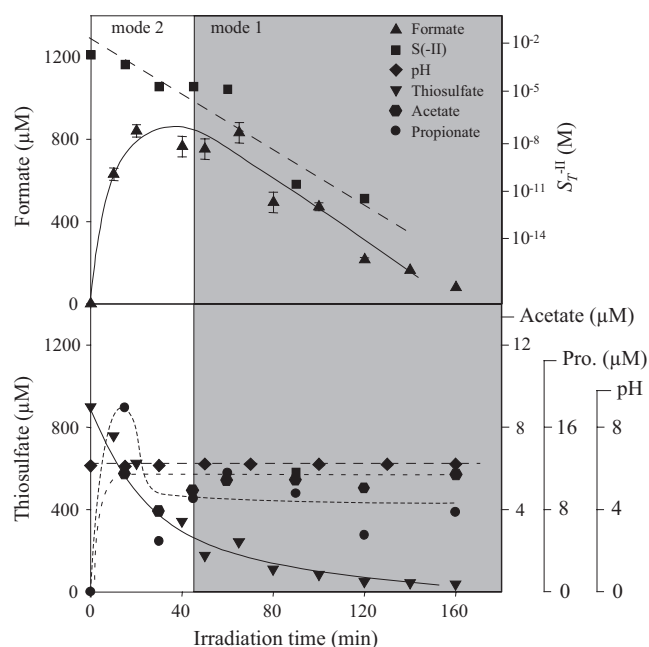 mode 2 mode 1
Formate
S(-II)
pH
Thiosulfate
Acetate
Propionate
1200
800
400
0
Formate (µM)
10⁻²
10⁻⁵
10⁻⁸
10⁻¹¹
10⁻¹⁴
S_T^-II (M)
Acetate (µM)
Pro. (µM)
pH
1200
800
400
0
Thiosulfate (µM)
12
8
4
0
16
8
0
8
4
0
0 40 80 120 160
Irradiation time (min)